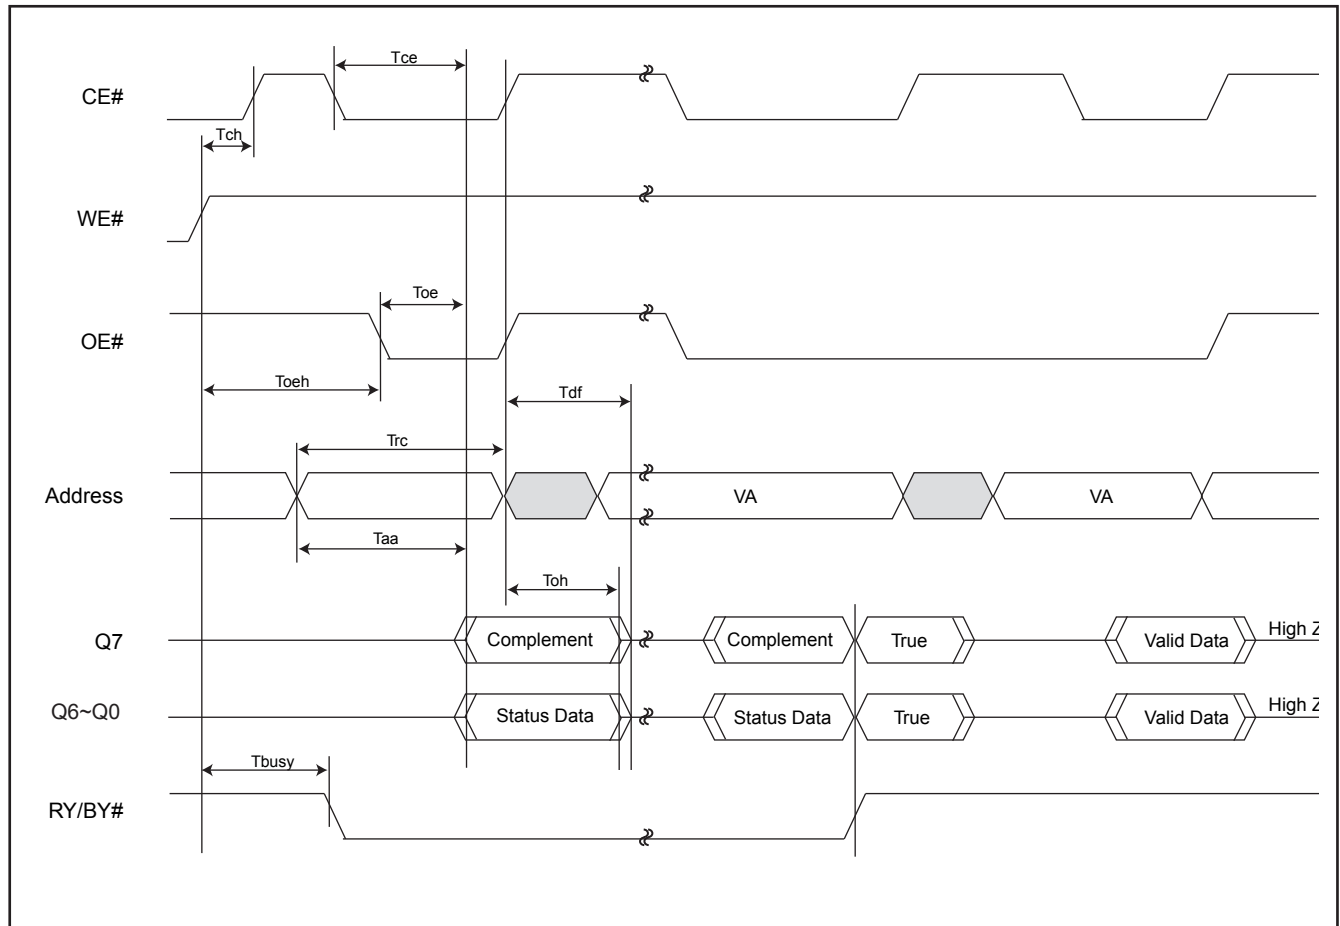 Tce
CE#
Tch
WE#
Toe
OE#
Toeh
Tdf
Trc
Address
VA
VA
Taa
Toh
Q7
Complement
Complement
True
Valid Data
High Z
Q6~Q0
Status Data
Status Data
True
Valid Data
High Z
Tbusy
RY/BY#